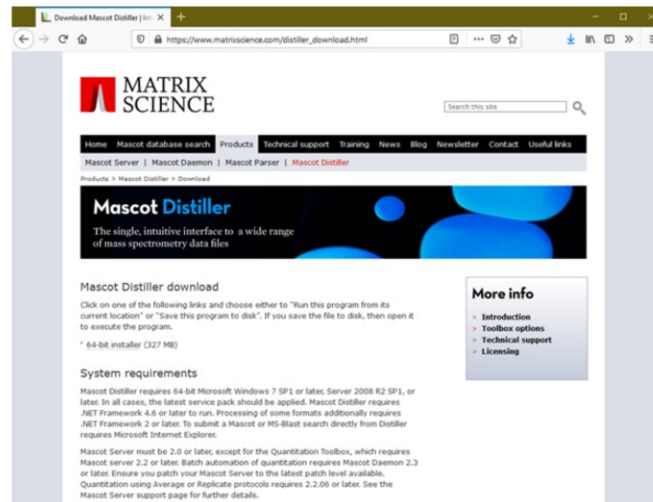 Download Mascot Distiller | Int
https://www.matrixscience.com/distiller_download.html
MATRIX
SCIENCE
Search this site
Home Mascot database search Products Technical support Training News Blog Newsletter Contact Useful links
Mascot Server | Mascot Daemon | Mascot Parser | Mascot Distiller
Products > Mascot Distiller > Download
Mascot Distiller
The single, intuitive interface to a wide range
of mass spectrometry data files
Mascot Distiller download
Click on one of the following links and choose either to "Run this program from its
current location" or "Save this program to disk". If you save the file to disk, then open it
to execute the program.
* 64-bit installer (327 MB)
System requirements
Mascot Distiller requires 64-bit Microsoft Windows 7 SP1 or later, Server 2008 R2 SP1, or
later. In all cases, the latest service pack should be applied. Mascot Distiller requires
.NET Framework 4.6 or later to run. Processing of some formats additionally requires
.NET Framework 2 or later. To submit a Mascot or MS-Blast search directly from Distiller
requires Microsoft Internet Explorer.
Mascot Server must be 2.0 or later, except for the Quantitation Toolbox, which requires
Mascot server 2.2 or later. Batch automation of quantitation requires Mascot Daemon 2.3
or later. Ensure you patch your Mascot Server to the latest patch level available.
Quantitation using Average or Replicate protocols requires 2.2.06 or later. See the
Mascot Server support page for further details.
More info
> Introduction
> Toolbox options
> Technical support
> Licensing